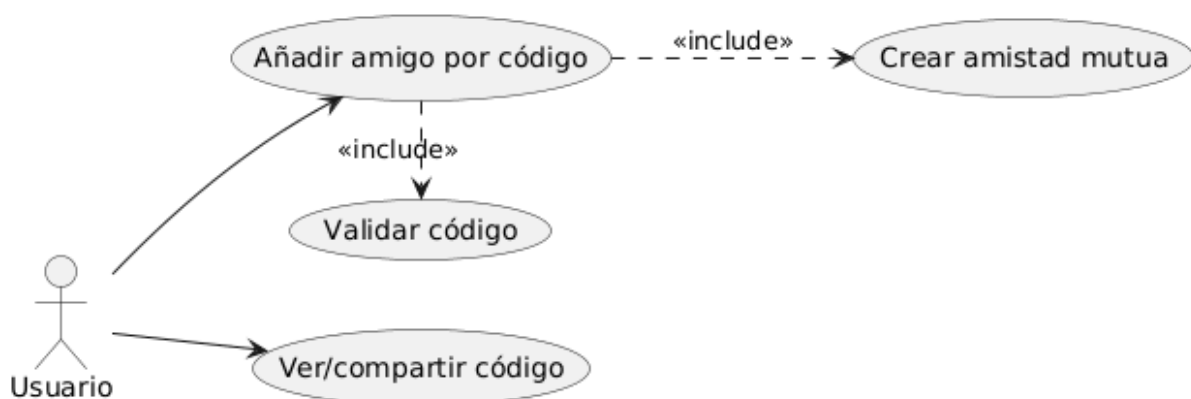 Añadir amigo por código
«include»
Crear amistad mutua
«include»
Validar código
Ver/compartir código
Usuario